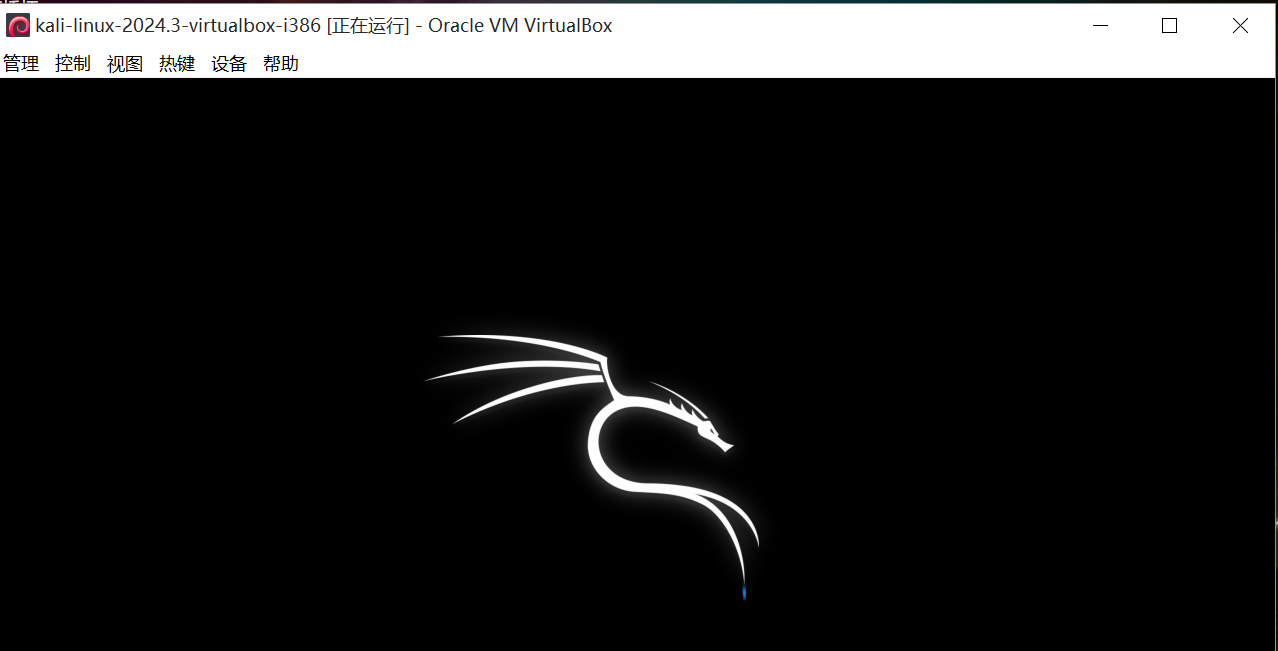 kali-linux-2024.3-virtualbox-i386 [正在运行] - Oracle VM VirtualBox
管理 控制 视图 热键 设备 帮助